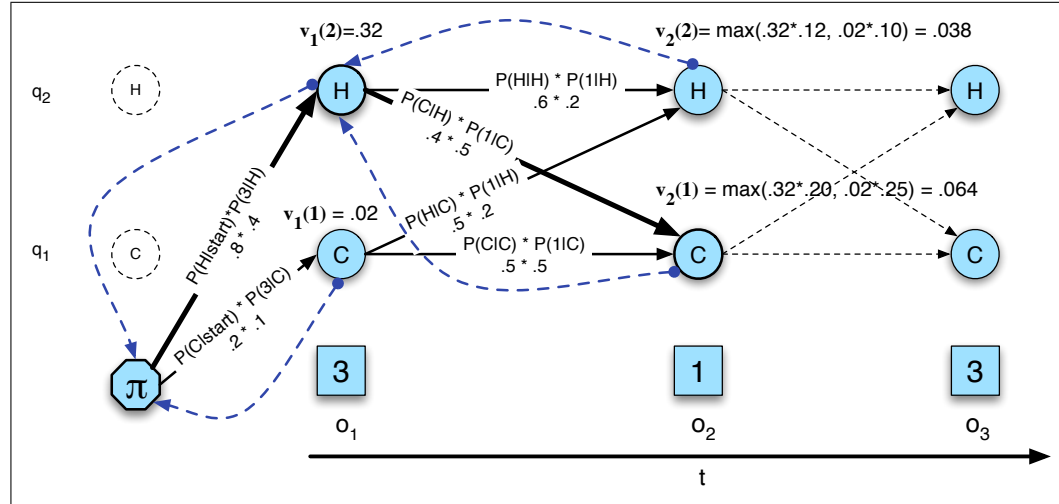 v₁(2)=.32
v₂(2)= max(.32*.12, .02*.10) = .038
q₂
H
H
P(H|H) * P(1|H)
.6 * .2
H
H
P(C|H) * P(1|C)
.4 * .5
P(H|start)*P(3|H)
.8 * .4
P(H|C) * P(1|H)
.5 * .2
v₁(1) = .02
v₂(1) = max(.32*.20, .02*.25) = .064
q₁
C
C
P(C|C) * P(1|C)
.5 * .5
C
C
P(C|start) * P(3|C)
.2 * .1
π
3
1
3
o₁
o₂
o₃
t